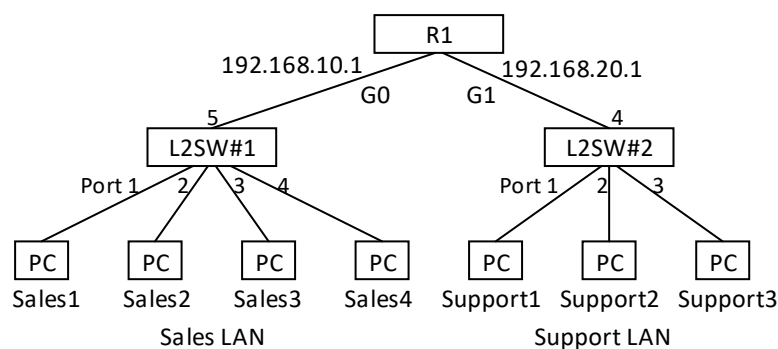 R1
192.168.10.1 192.168.20.1
G0 G1
5 4
L2SW#1 L2SW#2
Port 1 2 3 4 Port 1 2 3
PC PC PC PC PC PC PC
Sales1 Sales2 Sales3 Sales4 Support1 Support2 Support3
Sales LAN Support LAN